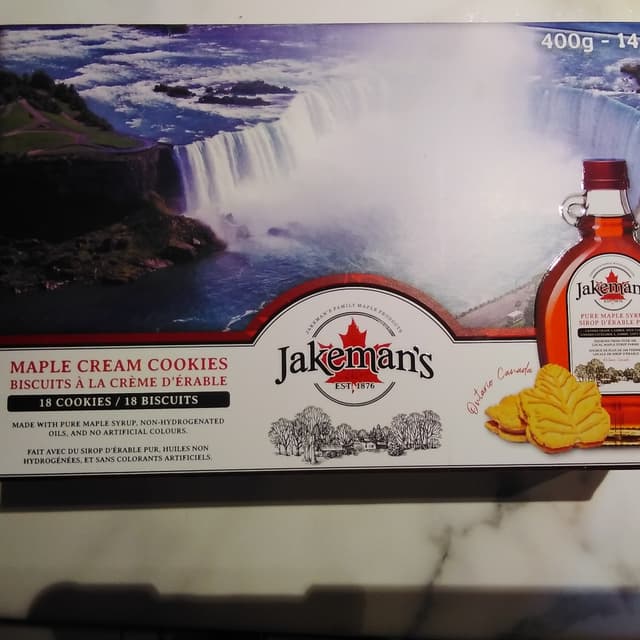 400g - 14
JAKEMAN'S FAMILY MAPLE PRODUCTS
Jakeman's
EST. 1876
MAPLE CREAM COOKIES
BISCUITS À LA CRÈME D'ÉRABLE
18 COOKIES / 18 BISCUITS
MADE WITH PURE MAPLE SYRUP, NON-HYDROGENATED
OILS, AND NO ARTIFICIAL COLOURS.
FAIT AVEC DU SIROP D'ÉRABLE PUR, HUILES NON
HYDROGÉNÉES, ET SANS COLORANTS ARTIFICIELS.
Ontario Canada
Jakeman
PURE MAPLE SYRU
SIROP D'ÉRABLE P